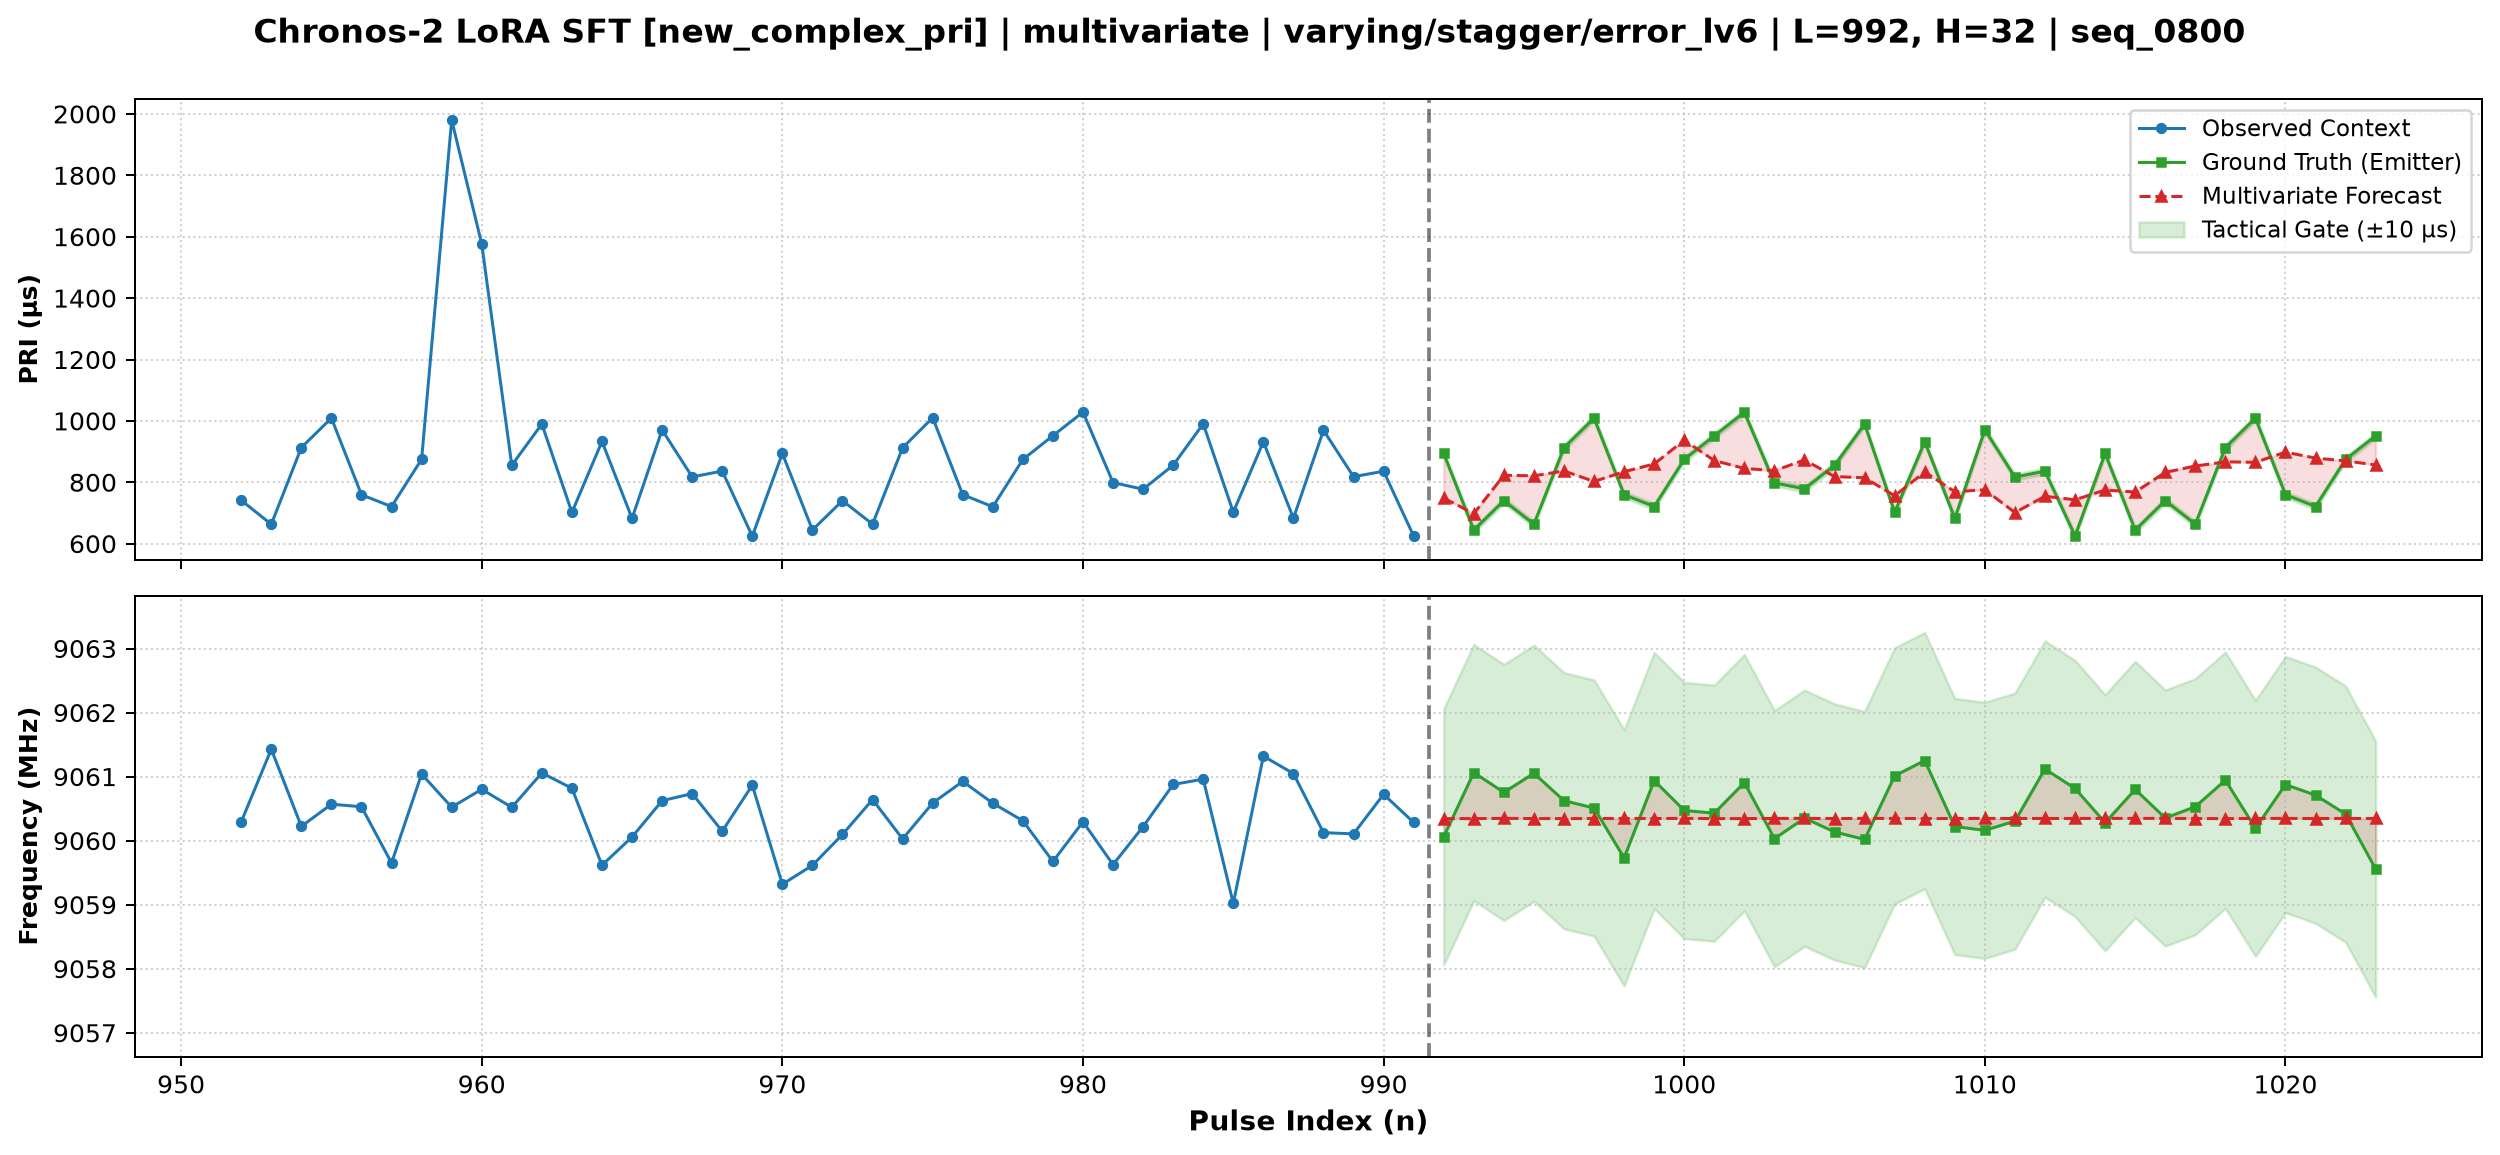 Chronos-2 LoRA SFT [new_complex_pri] | multivariate | varying/stagger/error_lv6 | L=992, H=32 | seq_0800
2000
1800
1600
1400
1200
1000
800
600
PRI (µs)
Observed Context
Ground Truth (Emitter)
Multivariate Forecast
Tactical Gate (±10 µs)
9063
9062
9061
9060
9059
9058
9057
Frequency (MHz)
950 960 970 980 990 1000 1010 1020
Pulse Index (n)